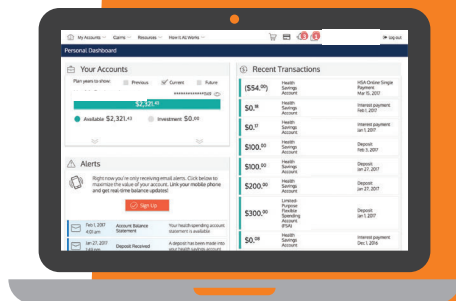 My Accounts Claims Resources How It All Works
Log out
Personal Dashboard
Your Accounts
Plan years to show: Previous Current Future
$2,321.43
Available $2,321.43 Investment $0.00
Alerts
Right now you're only receiving email alerts. Click below to
maximize the value of your account. Link your mobile phone
and get real-time balance updates!
Sign Up
Feb 1, 2017 Account Balance Your health spending account
4:51 am Statement statement is available
Jan 27, 2017 Deposit Received A deposit has been made into
your health savings account
Recent Transactions
($54.00) Health Savings Account HSA Online Single Payment Mar 15, 2017
Health Savings Account Interest payment Feb 1, 2017
$0.17 Health Savings Account Interest payment Jan 1, 2017
$100.00 Health Savings Account Deposit Feb 3, 2017
$100.00 Health Savings Account Deposit Jan 27, 2017
$200.00 Health Savings Account Deposit Jan 27, 2017
$300.00 Limited-Purpose Flexible Spending Account (FSA) Deposit Jan 1, 2017
Health Savings Account Interest payment Dec 1, 2016